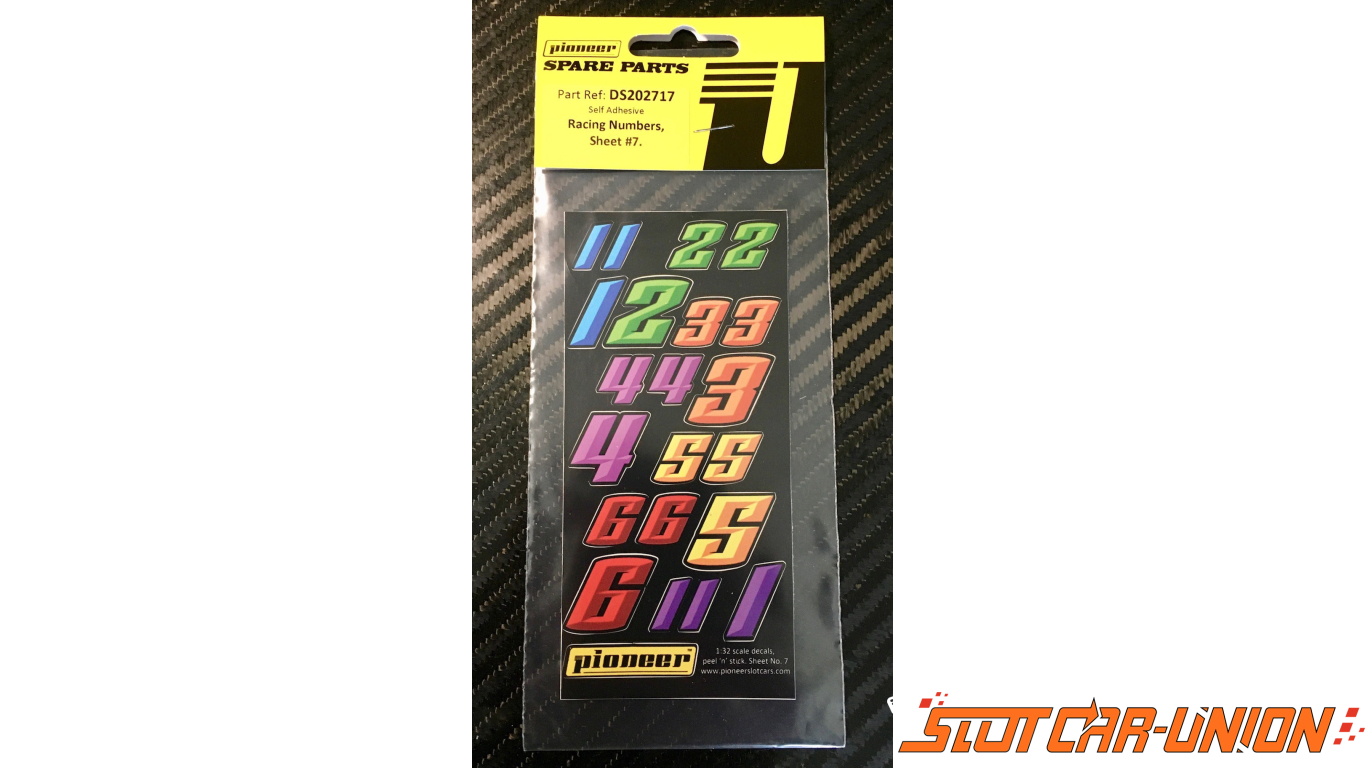 pioneer
SPARE PARTS
Part Ref: DS202717
Self Adhesive
Racing Numbers,
Sheet #7.
11 22
12 33
44 3
4 55
66 5
6 11 1
pioneer
1:32 scale decals,
peel 'n' stick. Sheet No. 7
www.pioneerslotcars.com
SLOT CAR-UNION